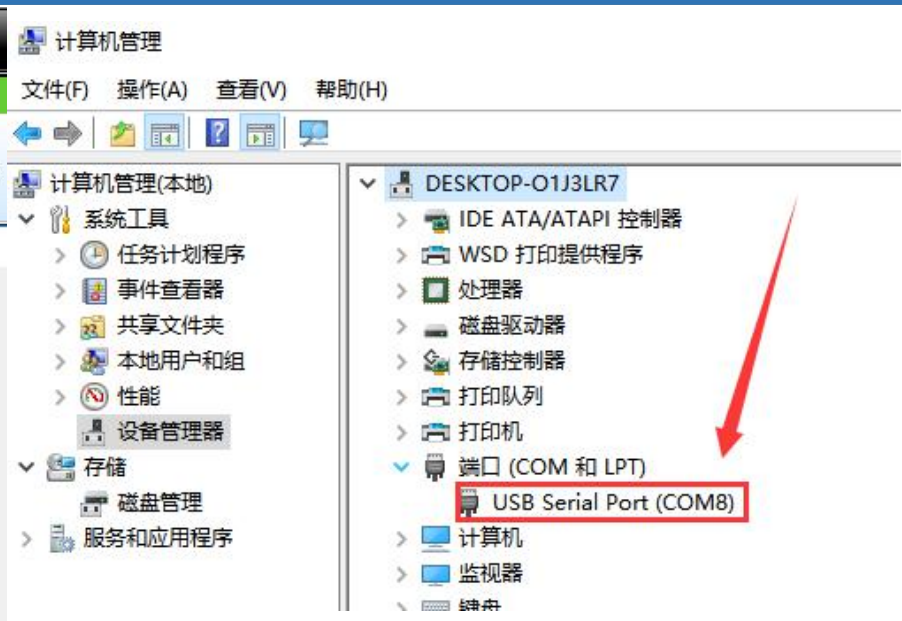 计算机管理
文件(F) 操作(A) 查看(V) 帮助(H)
计算机管理(本地)
系统工具
任务计划程序
事件查看器
共享文件夹
本地用户和组
性能
设备管理器
存储
磁盘管理
服务和应用程序
DESKTOP-O1J3LR7
IDE ATA/ATAPI 控制器
WSD 打印提供程序
处理器
磁盘驱动器
存储控制器
打印队列
打印机
端口 (COM 和 LPT)
USB Serial Port (COM8)
计算机
监视器
键盘